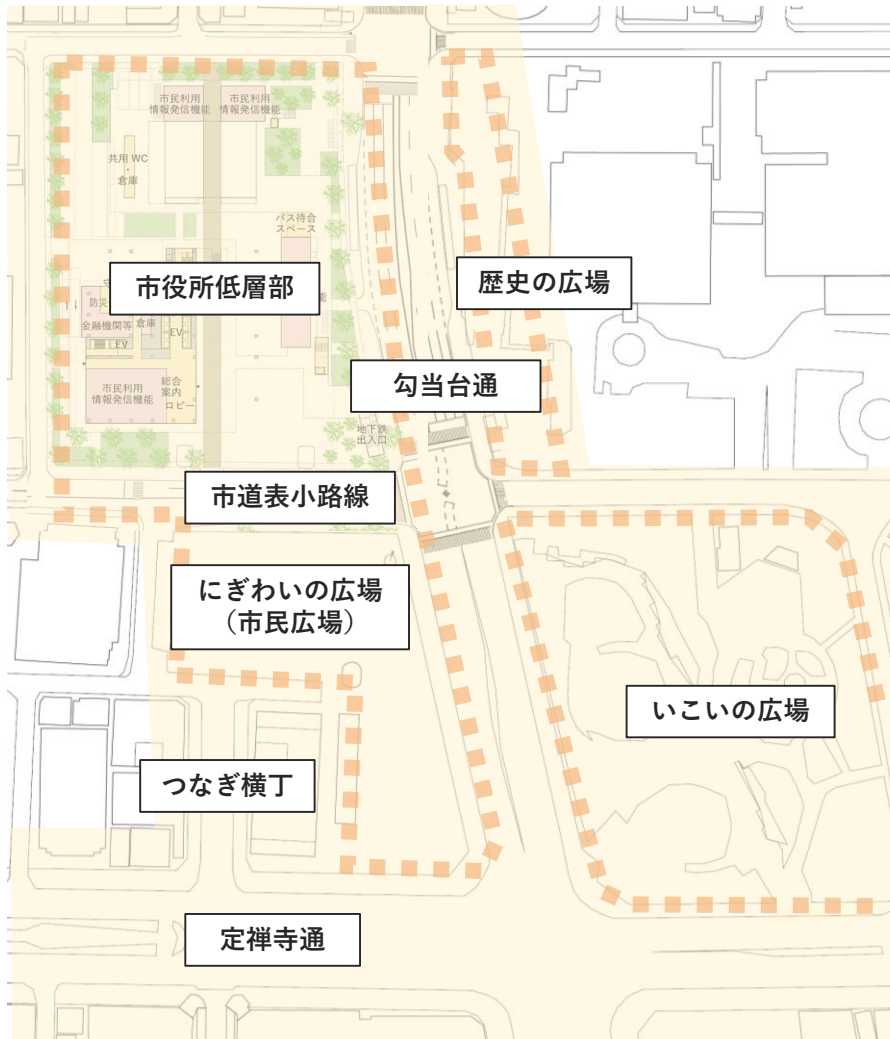 市民利用
情報発信機能
市民利用
情報発信機能
共用 WC
倉庫
バス待合
スペース
市役所低層部
歴史の広場
防災
金融機関等
倉庫
EV
EV
勾当台通
市民利用
情報発信機能
総合
案内
ロビー
地下鉄
出入口
市道表小路線
にぎわいの広場
（市民広場）
いこいの広場
つなぎ横丁
定禅寺通